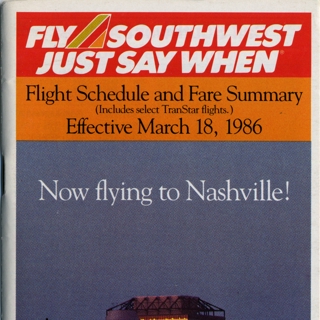 FLY SOUTHWEST
JUST SAY WHEN
Flight Schedule and Fare Summary
(Includes select TranStar flights.)
Effective March 18, 1986
Now flying to Nashville!